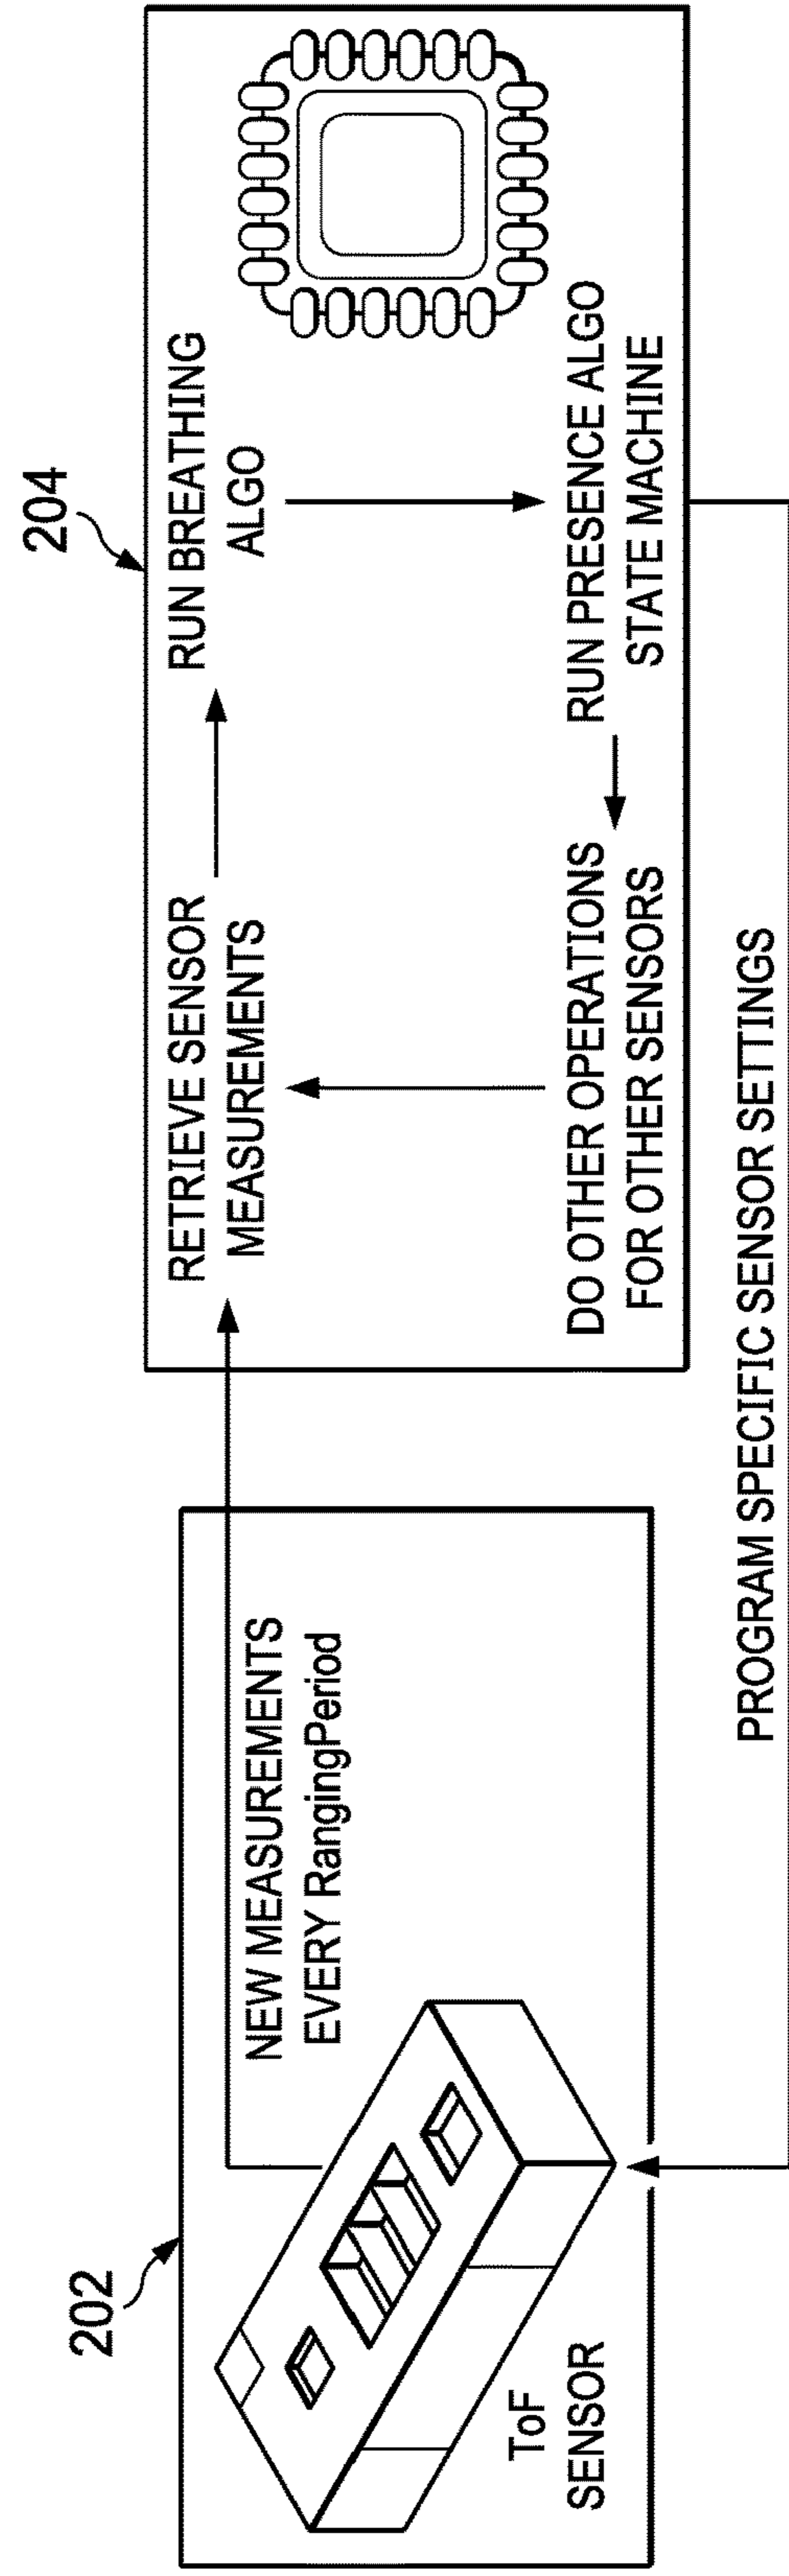 202
NEW MEASUREMENTS
EVERY RangingPeriod
ToF
SENSOR
204
RETRIEVE SENSOR
MEASUREMENTS
RUN BREATHING
ALGO
DO OTHER OPERATIONS
FOR OTHER SENSORS
RUN PRESENCE ALGO
STATE MACHINE
PROGRAM SPECIFIC SENSOR SETTINGS